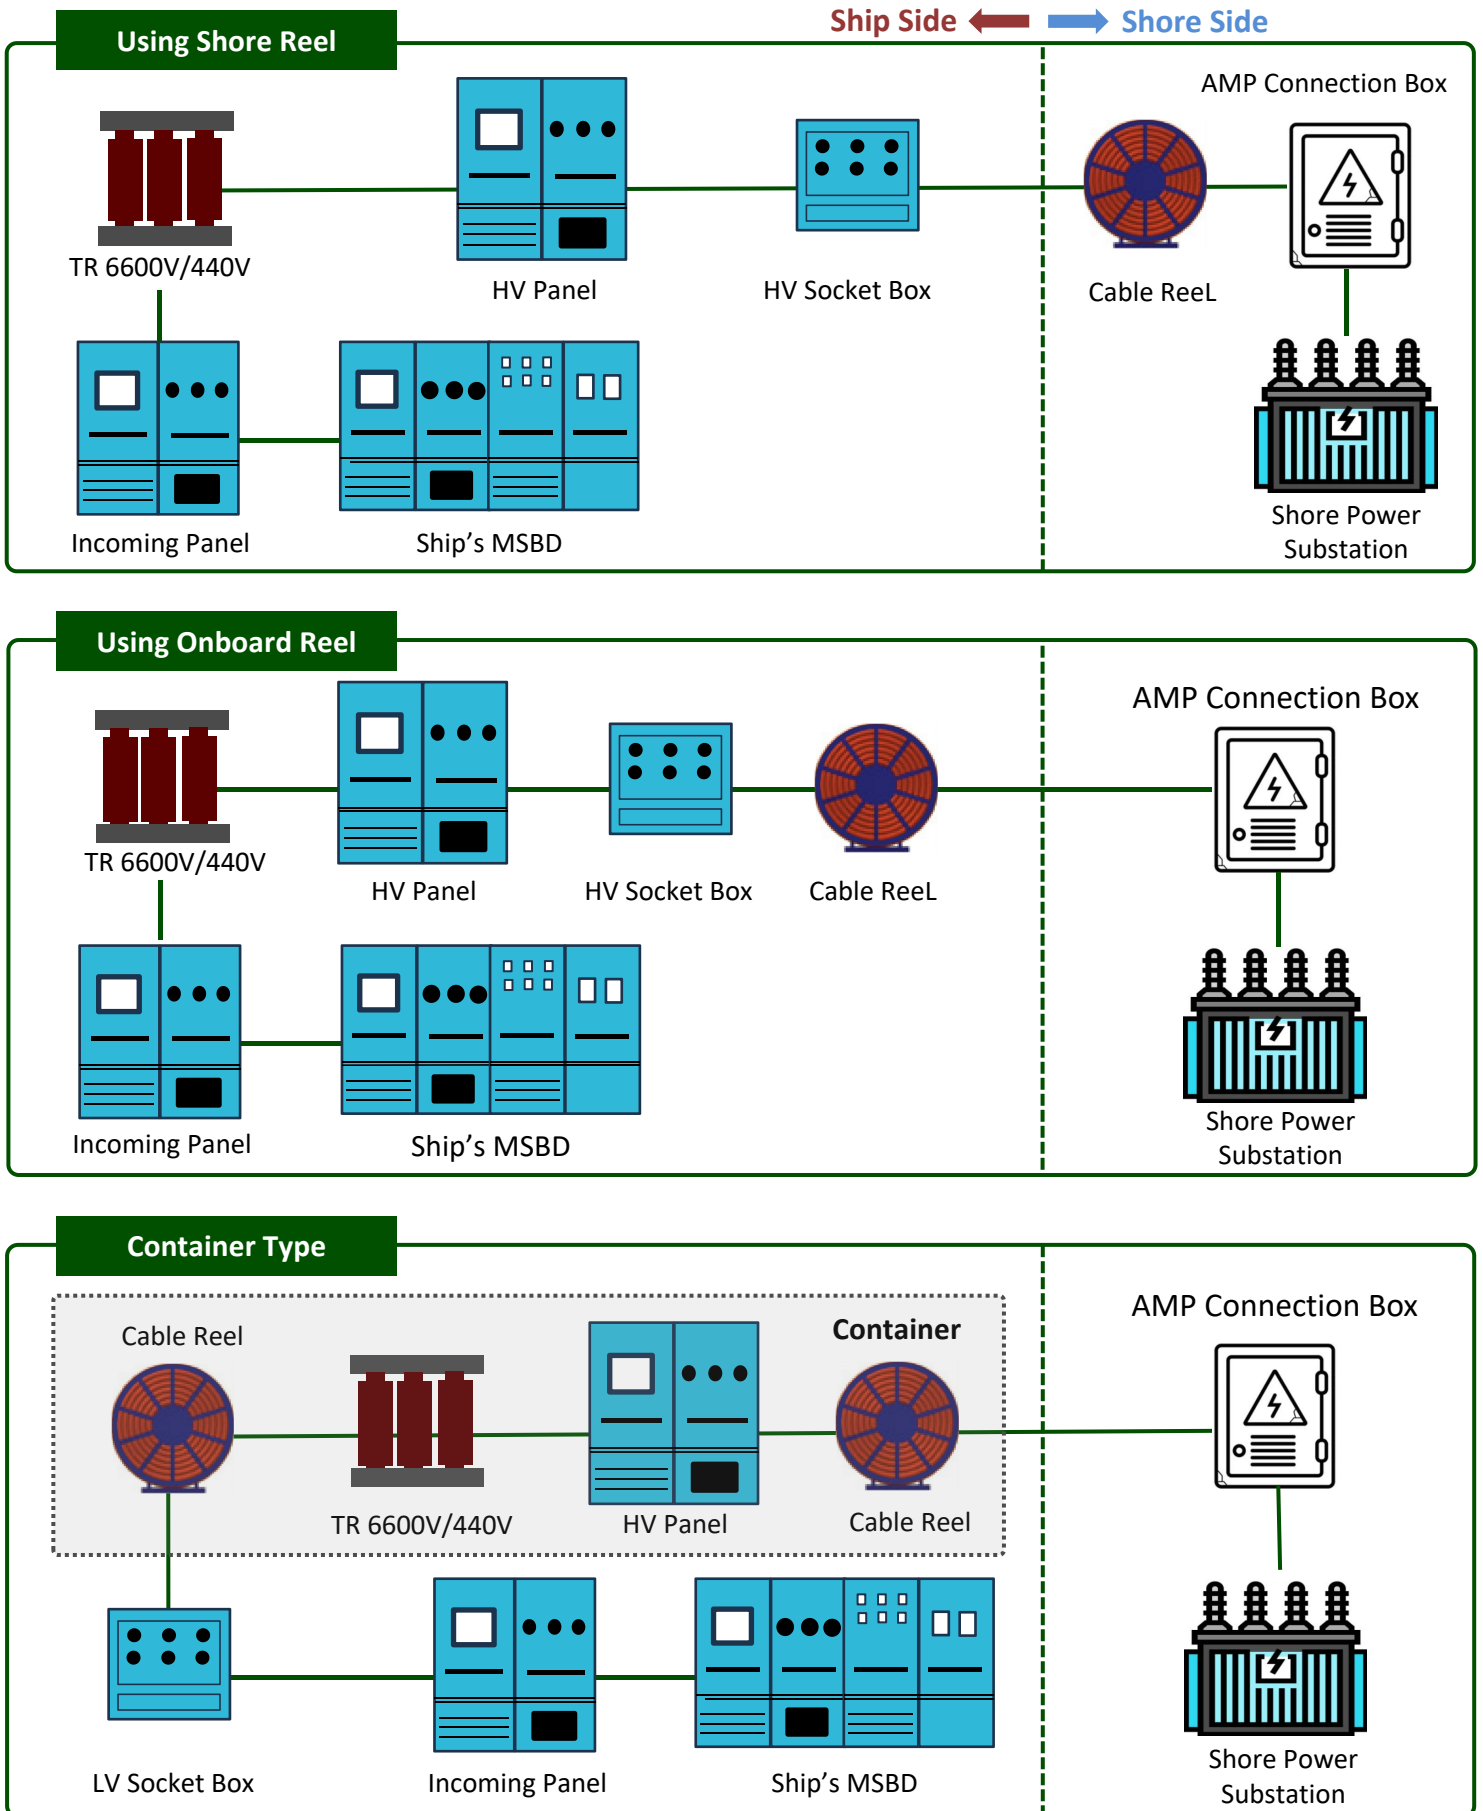 Ship Side
Shore Side
Using Shore Reel
AMP Connection Box
TR 6600V/440V
HV Panel
HV Socket Box
Cable ReeL
Incoming Panel
Ship's MSBD
Shore Power
Substation
Using Onboard Reel
AMP Connection Box
TR 6600V/440V
HV Panel
HV Socket Box
Cable ReeL
Incoming Panel
Ship's MSBD
Shore Power
Substation
Container Type
AMP Connection Box
Cable Reel
Container
TR 6600V/440V
HV Panel
Cable Reel
LV Socket Box
Incoming Panel
Ship's MSBD
Shore Power
Substation